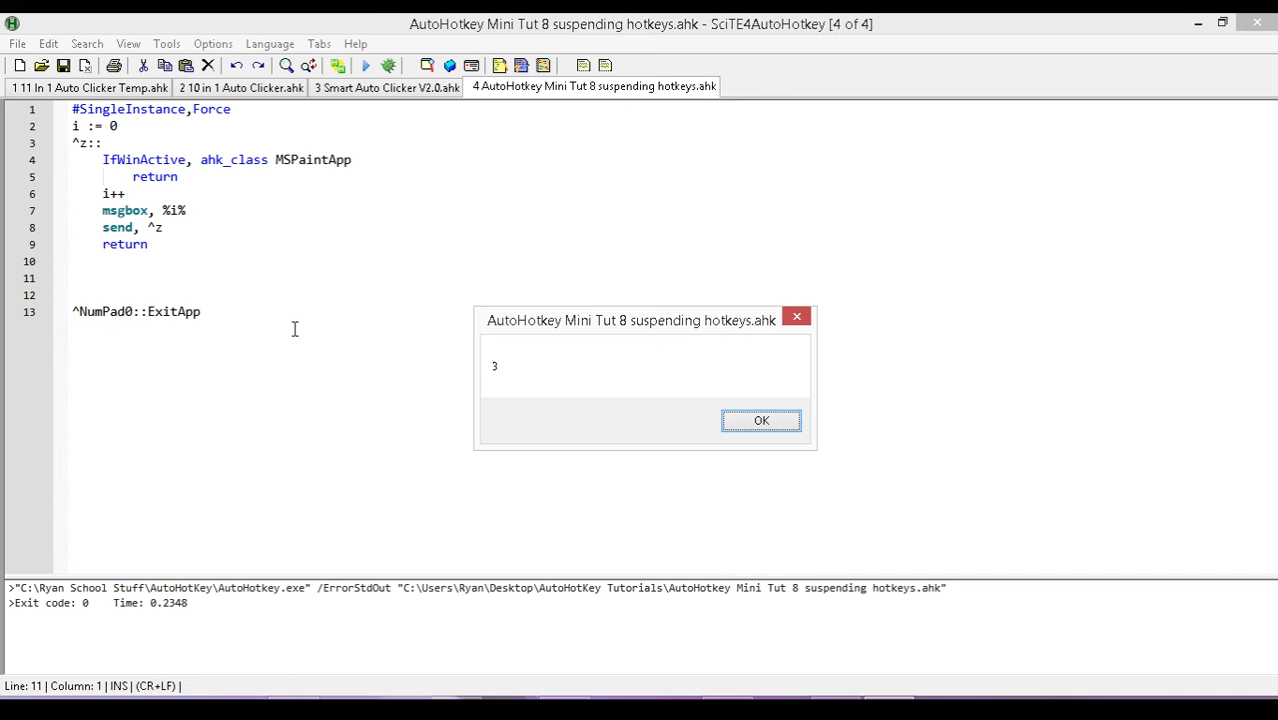 AutoHotkey Mini Tut 8 suspending hotkeys.ahk - SciTE4AutoHotkey [4 of 4]
File Edit Search View Tools Options Language Tabs Help
1 11 In 1 Auto Clicker Temp.ahk 2 10 in 1 Auto Clicker.ahk 3 Smart Auto Clicker V2.0.ahk 4 AutoHotkey Mini Tut 8 suspending hotkeys.ahk
1 #SingleInstance,Force
2 i := 0
3 ^z::
4 IfWinActive, ahk_class MSPaintApp
5 return
6 i++
7 msgbox, %i%
8 send, ^z
9 return
10
11
12
13 ^NumPad0::ExitApp
AutoHotkey Mini Tut 8 suspending hotkeys.ahk
3
OK
>"C:\Ryan School Stuff\AutoHotKey\AutoHotkey.exe" /ErrorStdOut "C:\Users\Ryan\Desktop\AutoHotKey Tutorials\AutoHotkey Mini Tut 8 suspending hotkeys.ahk"
>Exit code: 0 Time: 0.2348
Line: 11 | Column: 1 | INS | (CR+LF) |